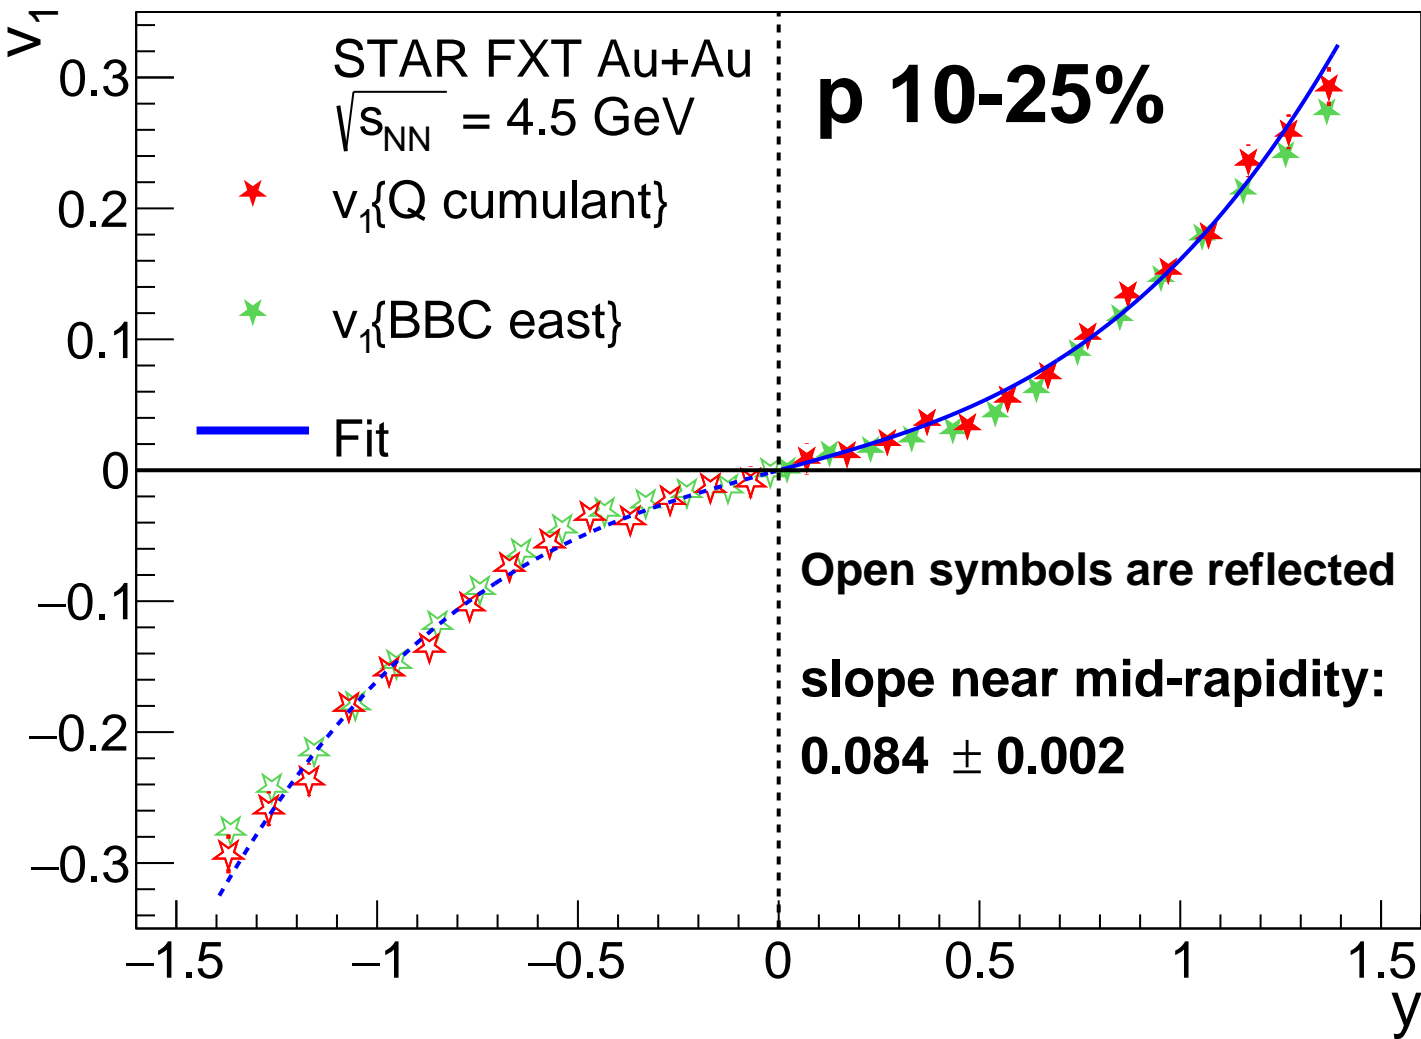 v1
STAR FXT Au+Au
√sNN = 4.5 GeV
p 10-25%
v1{Q cumulant}
v1{BBC east}
Fit
0.3
0.2
0.1
0
−0.1
−0.2
−0.3
Open symbols are reflected
slope near mid-rapidity:
0.084 ± 0.002
−1.5 −1 −0.5 0 0.5 1 1.5
y